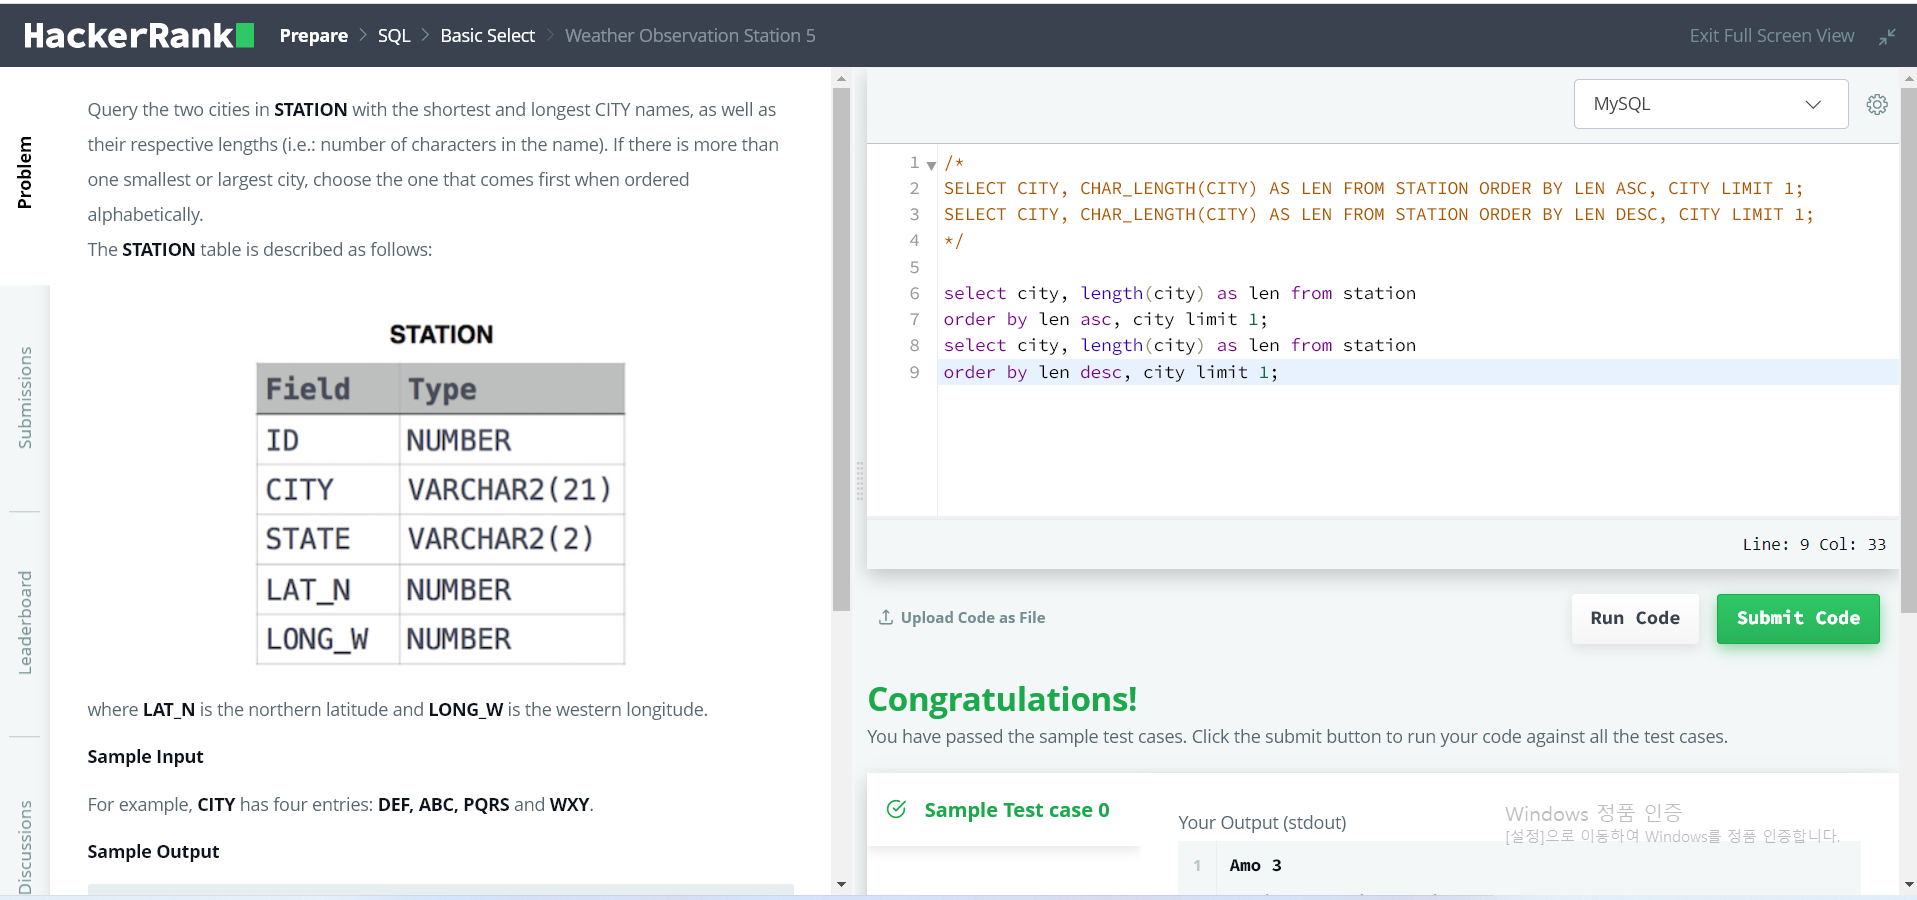 HackerRank Prepare > SQL > Basic Select > Weather Observation Station 5 Exit Full Screen View
Problem
Submissions
Leaderboard
Discussions
Query the two cities in STATION with the shortest and longest CITY names, as well as
their respective lengths (i.e.: number of characters in the name). If there is more than
one smallest or largest city, choose the one that comes first when ordered
alphabetically.
The STATION table is described as follows:
STATION
Field Type
ID NUMBER
CITY VARCHAR2(21)
STATE VARCHAR2(2)
LAT_N NUMBER
LONG_W NUMBER
where LAT_N is the northern latitude and LONG_W is the western longitude.
Sample Input
For example, CITY has four entries: DEF, ABC, PQRS and WXY.
Sample Output
MySQL
1 /*
2 SELECT CITY, CHAR_LENGTH(CITY) AS LEN FROM STATION ORDER BY LEN ASC, CITY LIMIT 1;
3 SELECT CITY, CHAR_LENGTH(CITY) AS LEN FROM STATION ORDER BY LEN DESC, CITY LIMIT 1;
4 */
5
6 select city, length(city) as len from station
7 order by len asc, city limit 1;
8 select city, length(city) as len from station
9 order by len desc, city limit 1;
Line: 9 Col: 33
Upload Code as File
Run Code
Submit Code
Congratulations!
You have passed the sample test cases. Click the submit button to run your code against all the test cases.
Sample Test case 0
Your Output (stdout)
1 Amo 3
Windows 정품 인증
[설정]으로 이동하여 Windows를 정품 인증합니다.